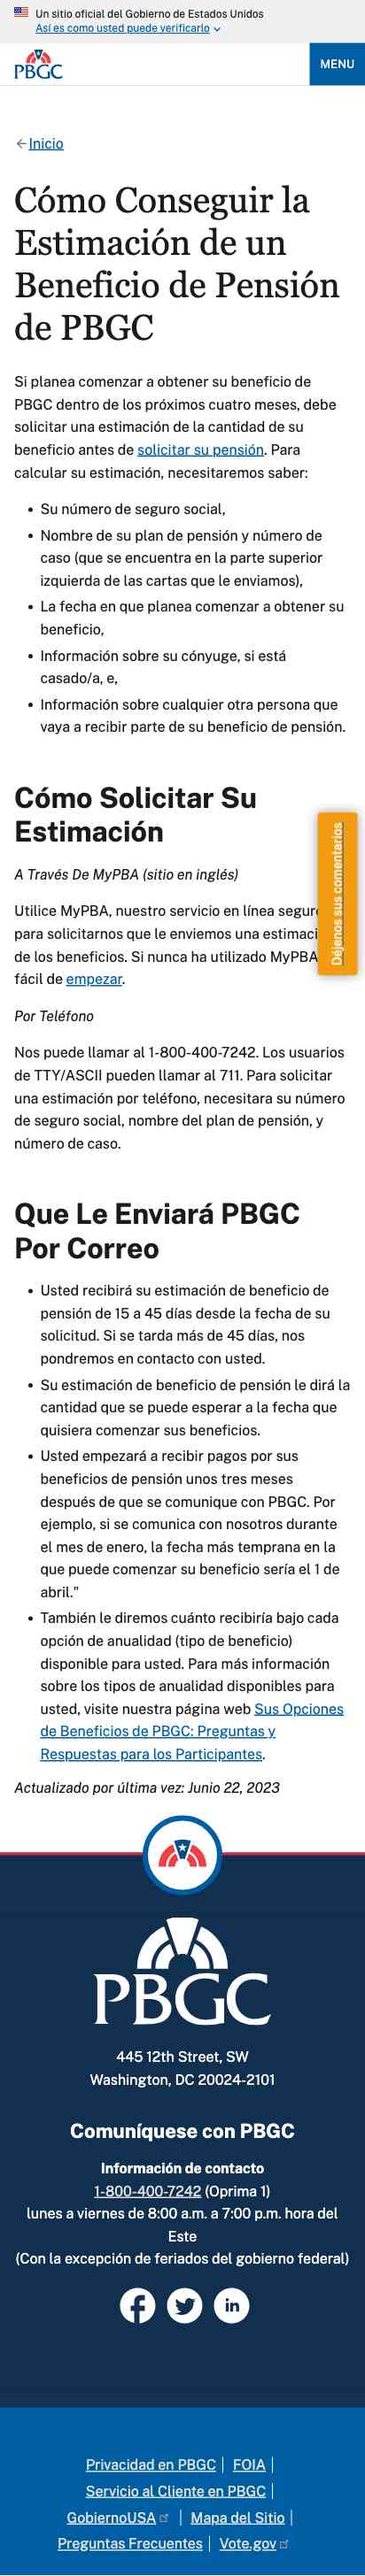 Un sitio oficial del Gobierno de Estados Unidos
Así es como usted puede verificarlo
PBGC
MENU
Inicio
Cómo Conseguir la
Estimación de un
Beneficio de Pensión
de PBGC
Si planea comenzar a obtener su beneficio de
PBGC dentro de los próximos cuatro meses, debe
solicitar una estimación de la cantidad de su
beneficio antes de solicitar su pensión. Para
calcular su estimación, necesitaremos saber:
• Su número de seguro social,
• Nombre de su plan de pensión y número de
caso (que se encuentra en la parte superior
izquierda de las cartas que le enviamos),
• La fecha en que planea comenzar a obtener su
beneficio,
• Información sobre su cónyuge, si está
casado/a, e,
• Información sobre cualquier otra persona que
vaya a recibir parte de su beneficio de pensión.
Cómo Solicitar Su
Estimación
Déjenos sus comentarios
A Través De MyPBA (sitio en inglés)
Utilice MyPBA, nuestro servicio en línea seguro
para solicitarnos que le enviemos una estimaci
de los beneficios. Si nunca ha utilizado MyPBA
fácil de empezar.
Por Teléfono
Nos puede llamar al 1-800-400-7242. Los usuarios
de TTY/ASCII pueden llamar al 711. Para solicitar
una estimación por teléfono, necesitara su número
de seguro social, nombre del plan de pensión, y
número de caso.
Que Le Enviará PBGC
Por Correo
• Usted recibirá su estimación de beneficio de
pensión de 15 a 45 días desde la fecha de su
solicitud. Si se tarda más de 45 días, nos
pondremos en contacto con usted.
• Su estimación de beneficio de pensión le dirá la
cantidad que se puede esperar a la fecha que
quisiera comenzar sus beneficios.
• Usted empezará a recibir pagos por sus
beneficios de pensión unos tres meses
después de que se comunique con PBGC. Por
ejemplo, si se comunica con nosotros durante
el mes de enero, la fecha más temprana en la
que puede comenzar su beneficio sería el 1 de
abril."
• También le diremos cuánto recibiría bajo cada
opción de anualidad (tipo de beneficio)
disponible para usted. Para más información
sobre los tipos de anualidad disponibles para
usted, visite nuestra página web Sus Opciones
de Beneficios de PBGC: Preguntas y
Respuestas para los Participantes.
Actualizado por última vez: Junio 22, 2023
PBGC
445 12th Street, SW
Washington, DC 20024-2101
Comuníquese con PBGC
Información de contacto
1-800-400-7242 (Oprima 1)
lunes a viernes de 8:00 a.m. a 7:00 p.m. hora del
Este
(Con la excepción de feriados del gobierno federal)
Privacidad en PBGC | FOIA |
Servicio al Cliente en PBGC |
GobiernoUSA | Mapa del Sitio |
Preguntas Frecuentes | Vote.gov